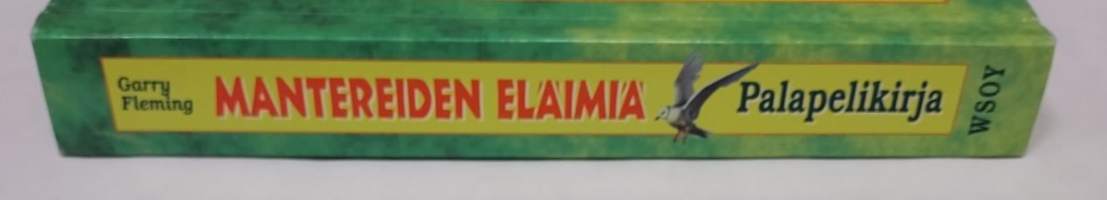 Garry
Fleming
MANTEREIDEN ELÄIMIÄ
Palapelikirja
WSOY